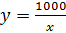 y = 1000/x